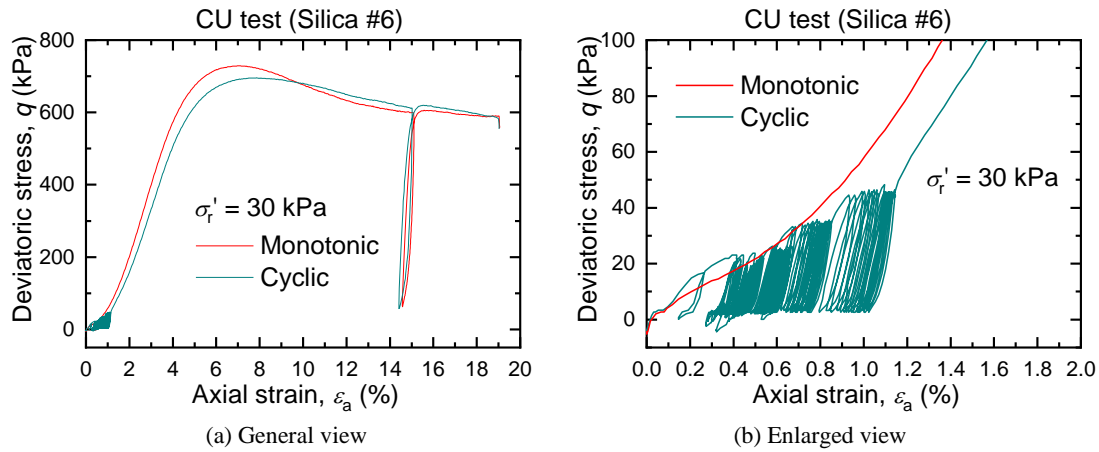 CU test (Silica #6)
Deviatoric stress, q (kPa)
800
600
400
200
0
σr' = 30 kPa
Monotonic
Cyclic
0 2 4 6 8 10 12 14 16 18 20
Axial strain, εa (%)
(a) General view
CU test (Silica #6)
Deviatoric stress, q (kPa)
100
80
60
40
20
0
Monotonic
Cyclic
σr' = 30 kPa
0.0 0.2 0.4 0.6 0.8 1.0 1.2 1.4 1.6 1.8 2.0
Axial strain, εa (%)
(b) Enlarged view